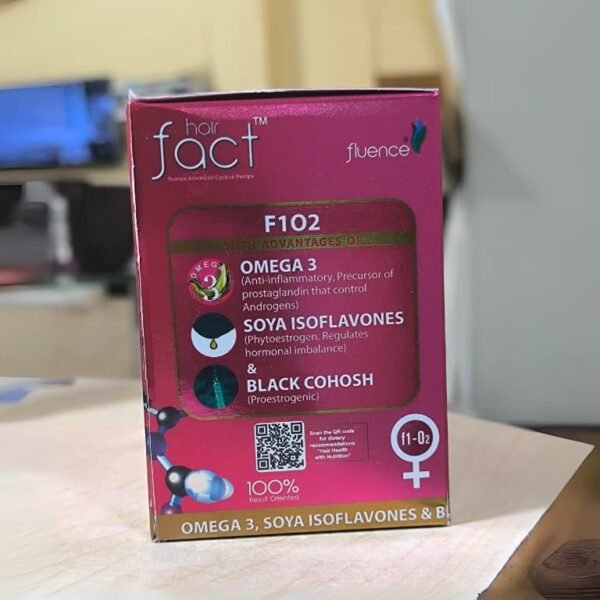 hair
fact™
fluence Advanced Cyclical Therapy
fluence®
F1O2
WITH ADVANTAGES OF
OMEGA
3
OMEGA 3
(Anti-inflammatory, Precursor of
prostaglandin that control
Androgens)
SOYA ISOFLAVONES
(Phytoestrogen, Regulates
hormonal imbalance)
&
BLACK COHOSH
(Proestrogenic)
Scan the QR code
for dietary
recommendations
"Hair Health
with Nutrition"
f1-O₂
100%
Result Oriented
OMEGA 3, SOYA ISOFLAVONES & B